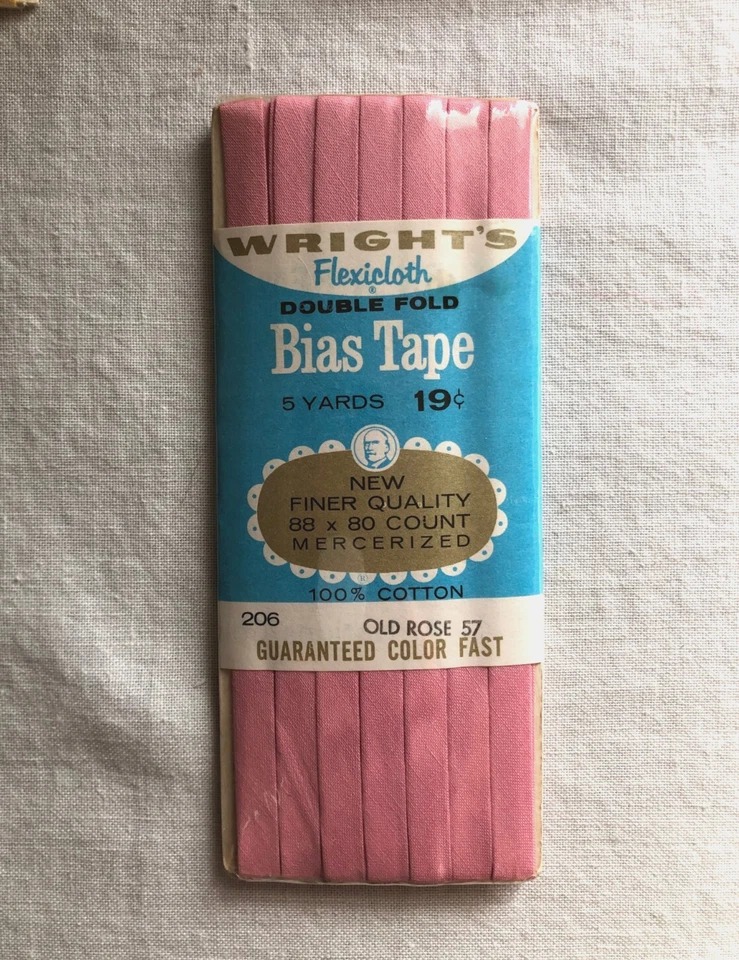 WRIGHT'S
Flexicloth
®
DOUBLE FOLD
Bias Tape
5 YARDS 19¢
NEW
FINER QUALITY
88 x 80 COUNT
MERCERIZED
®
100% COTTON
206
OLD ROSE 57
GUARANTEED COLOR FAST